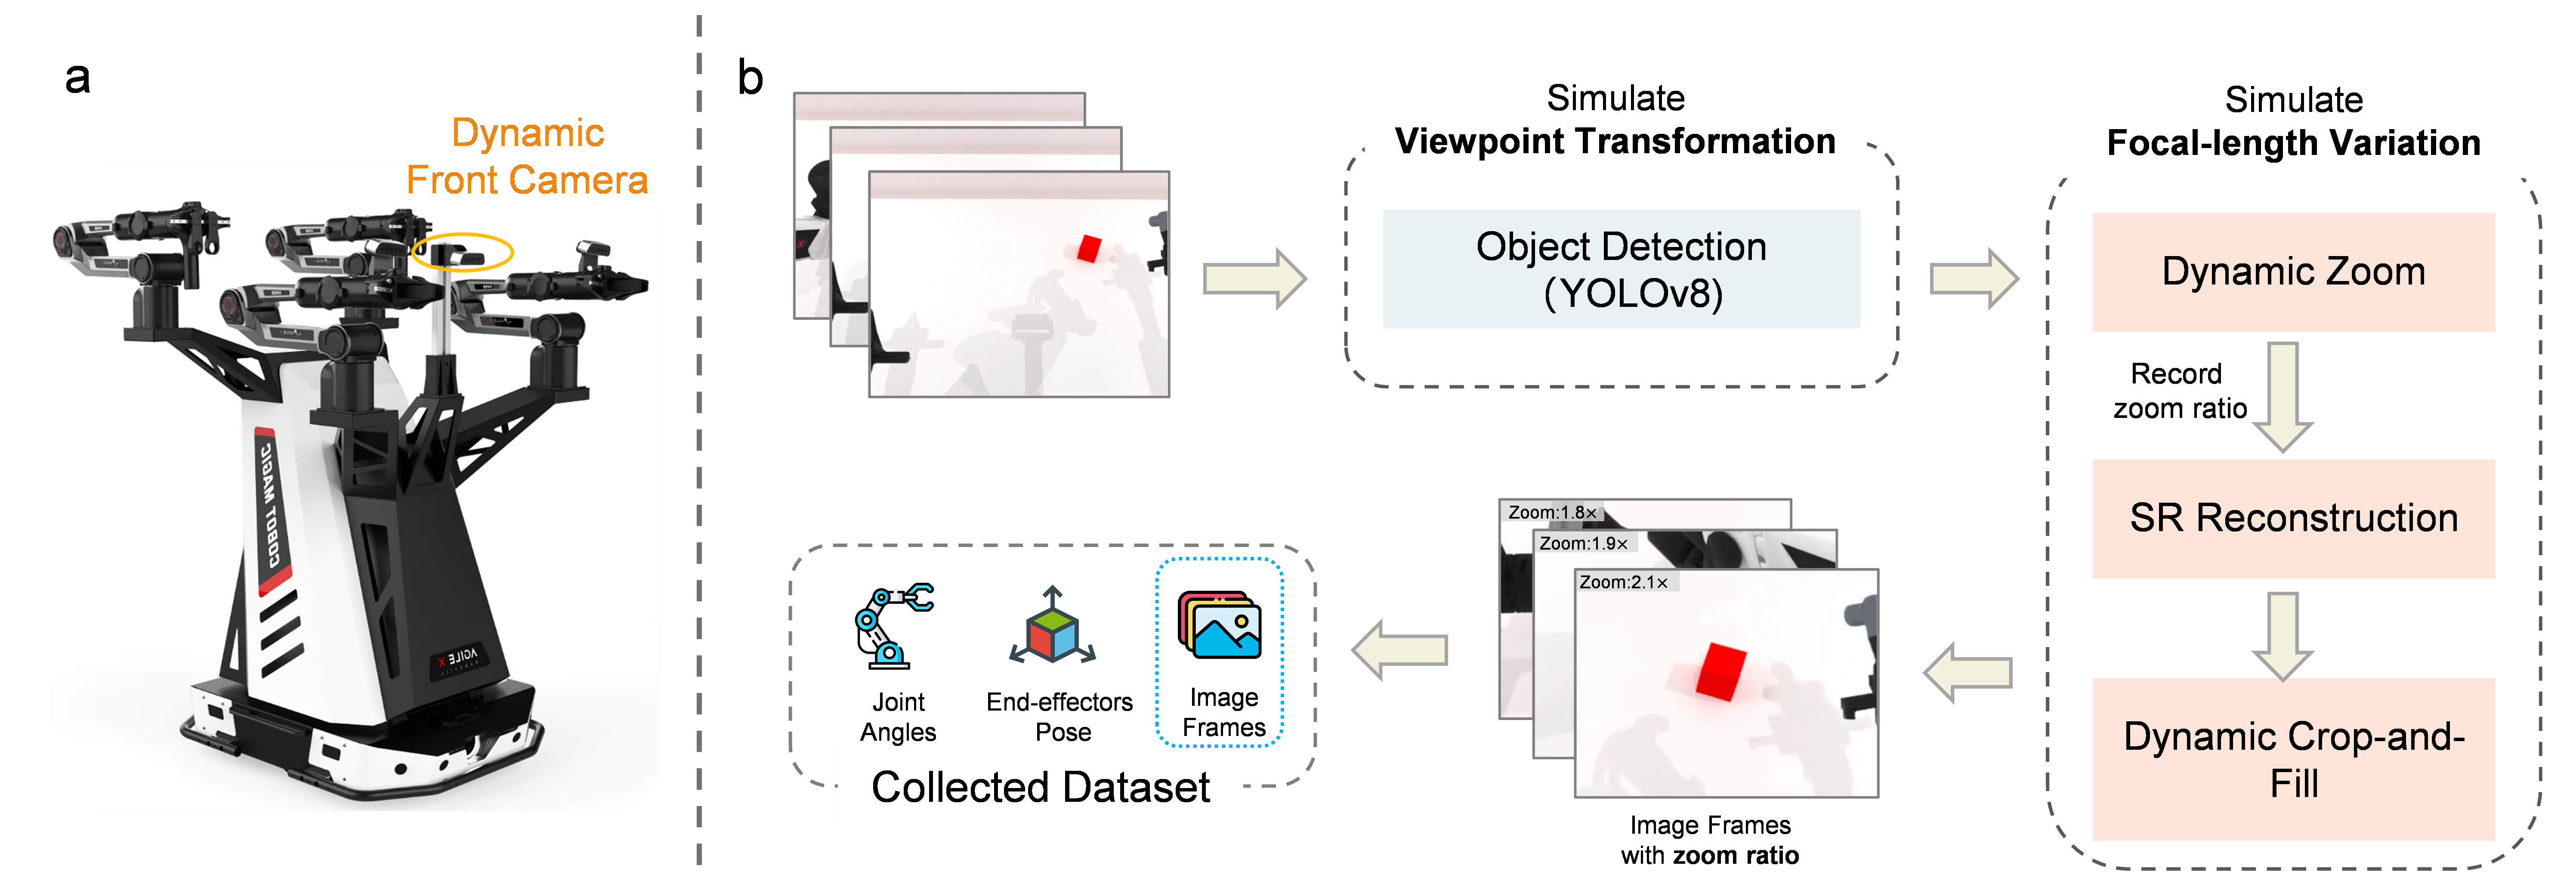 a
Dynamic
Front Camera
COBOT MAGIC
AGILE X
b
Simulate
Viewpoint Transformation
Object Detection
(YOLOv8)
Simulate
Focal-length Variation
Dynamic Zoom
Record
zoom ratio
SR Reconstruction
Dynamic Crop-and-
Fill
Zoom:1.8×
Zoom:1.9×
Zoom:2.1×
Image Frames
with zoom ratio
Joint
Angles
End-effectors
Pose
Image
Frames
Collected Dataset